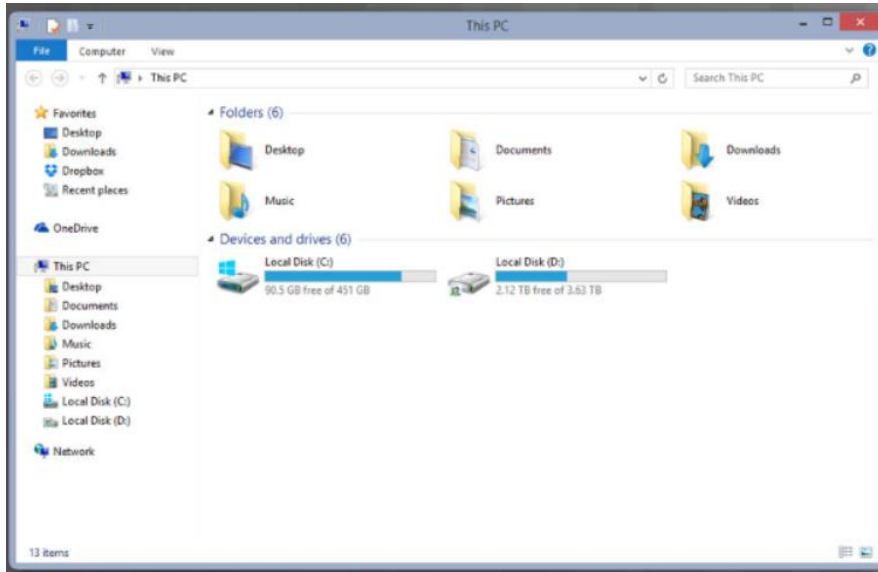 This PC
File Computer View
This PC
Search This PC
Favorites
Desktop
Downloads
Dropbox
Recent places
OneDrive
This PC
Desktop
Documents
Downloads
Music
Pictures
Videos
Local Disk (C:)
Local Disk (D:)
Network
Folders (6)
Desktop
Documents
Downloads
Music
Pictures
Videos
Devices and drives (6)
Local Disk (C:)
90.5 GB free of 451 GB
Local Disk (D:)
2.12 TB free of 3.63 TB
13 items